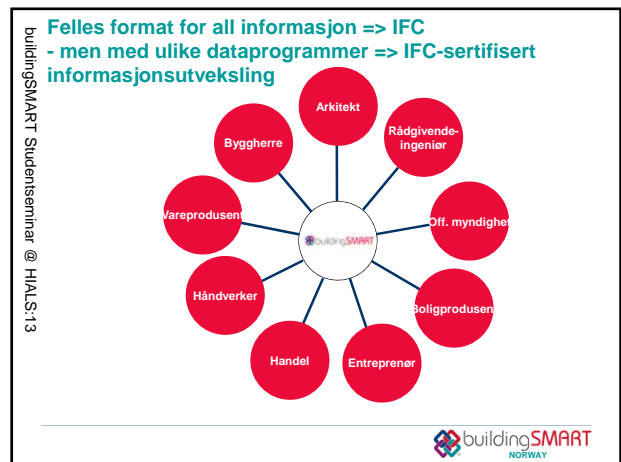 Felles format for all informasjon => IFC
- men med ulike dataprogrammer => IFC-sertifisert
informasjonsutveksling
buildingSMART Studentseminar @ HIALS:13
Arkitekt
Rådgivende-
ingeniør
Off. myndighet
Boligprodusent
Entreprenør
Handel
Håndverker
Vareprodusent
Byggherre
buildingSMART
buildingSMART
NORWAY